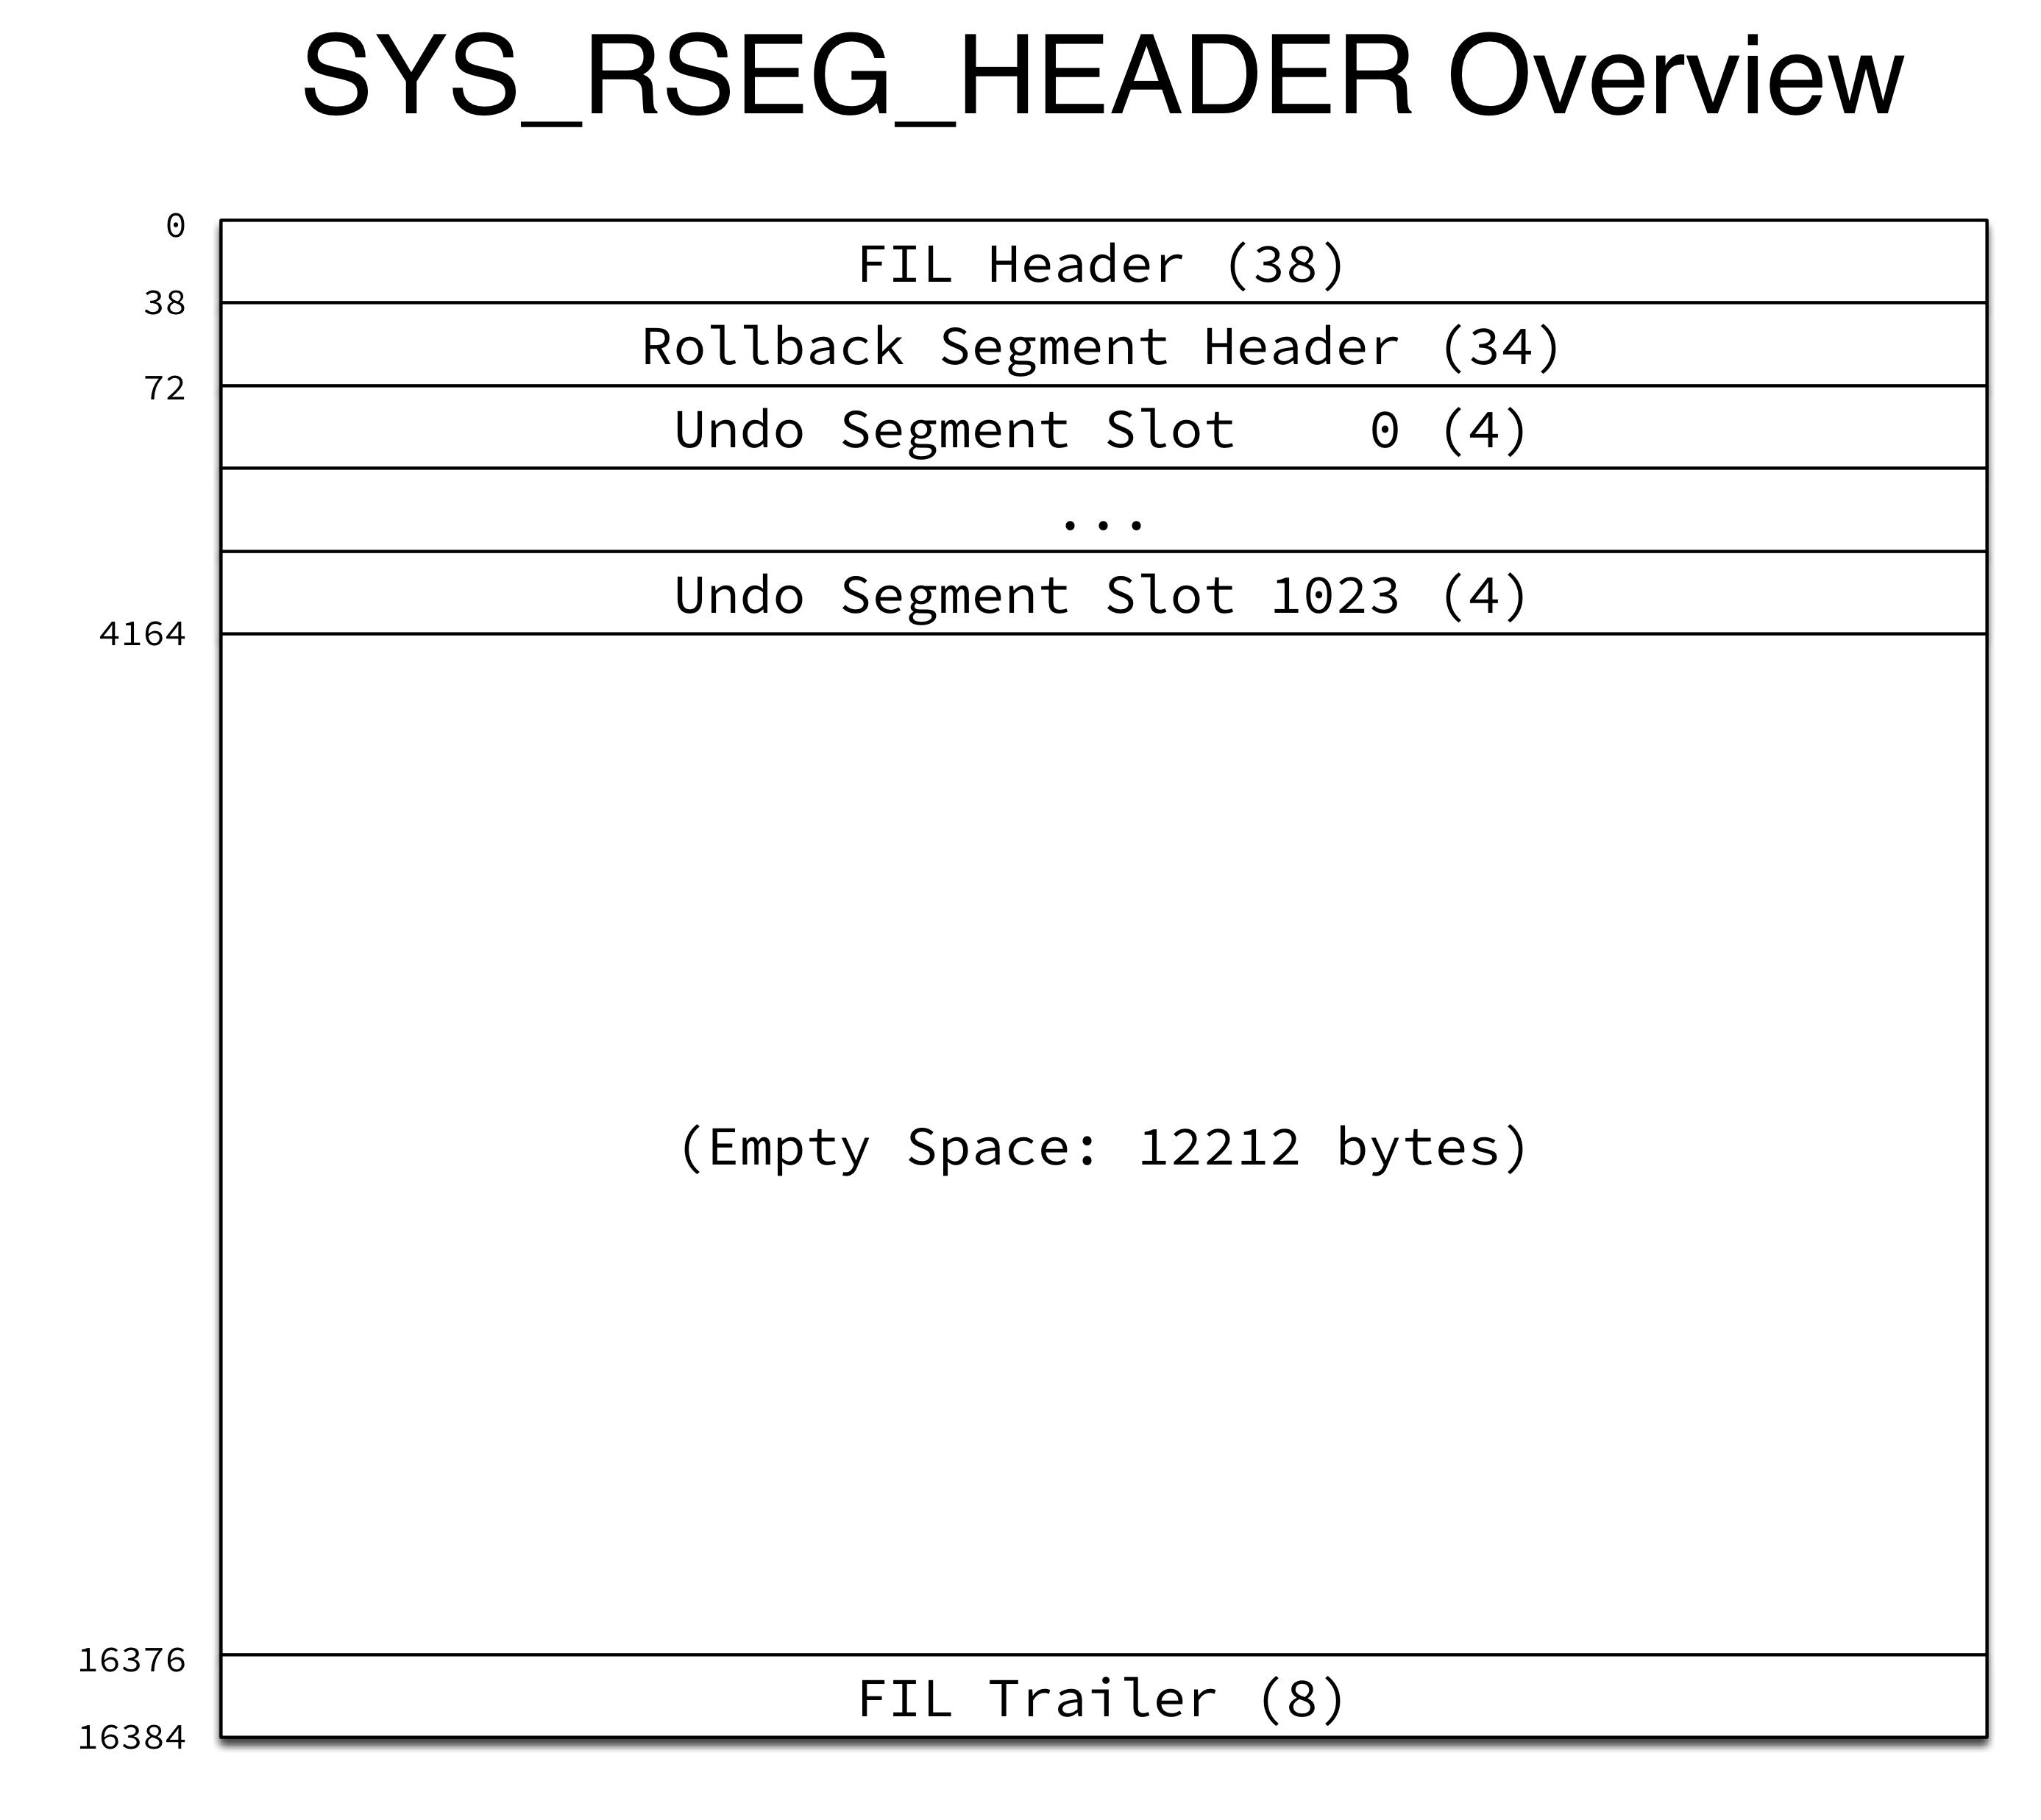 SYS_RSEG_HEADER Overview
0
FIL Header (38)
38
Rollback Segment Header (34)
72
Undo Segment Slot    0 (4)
...
Undo Segment Slot 1023 (4)
4164
(Empty Space: 12212 bytes)
16376
FIL Trailer (8)
16384